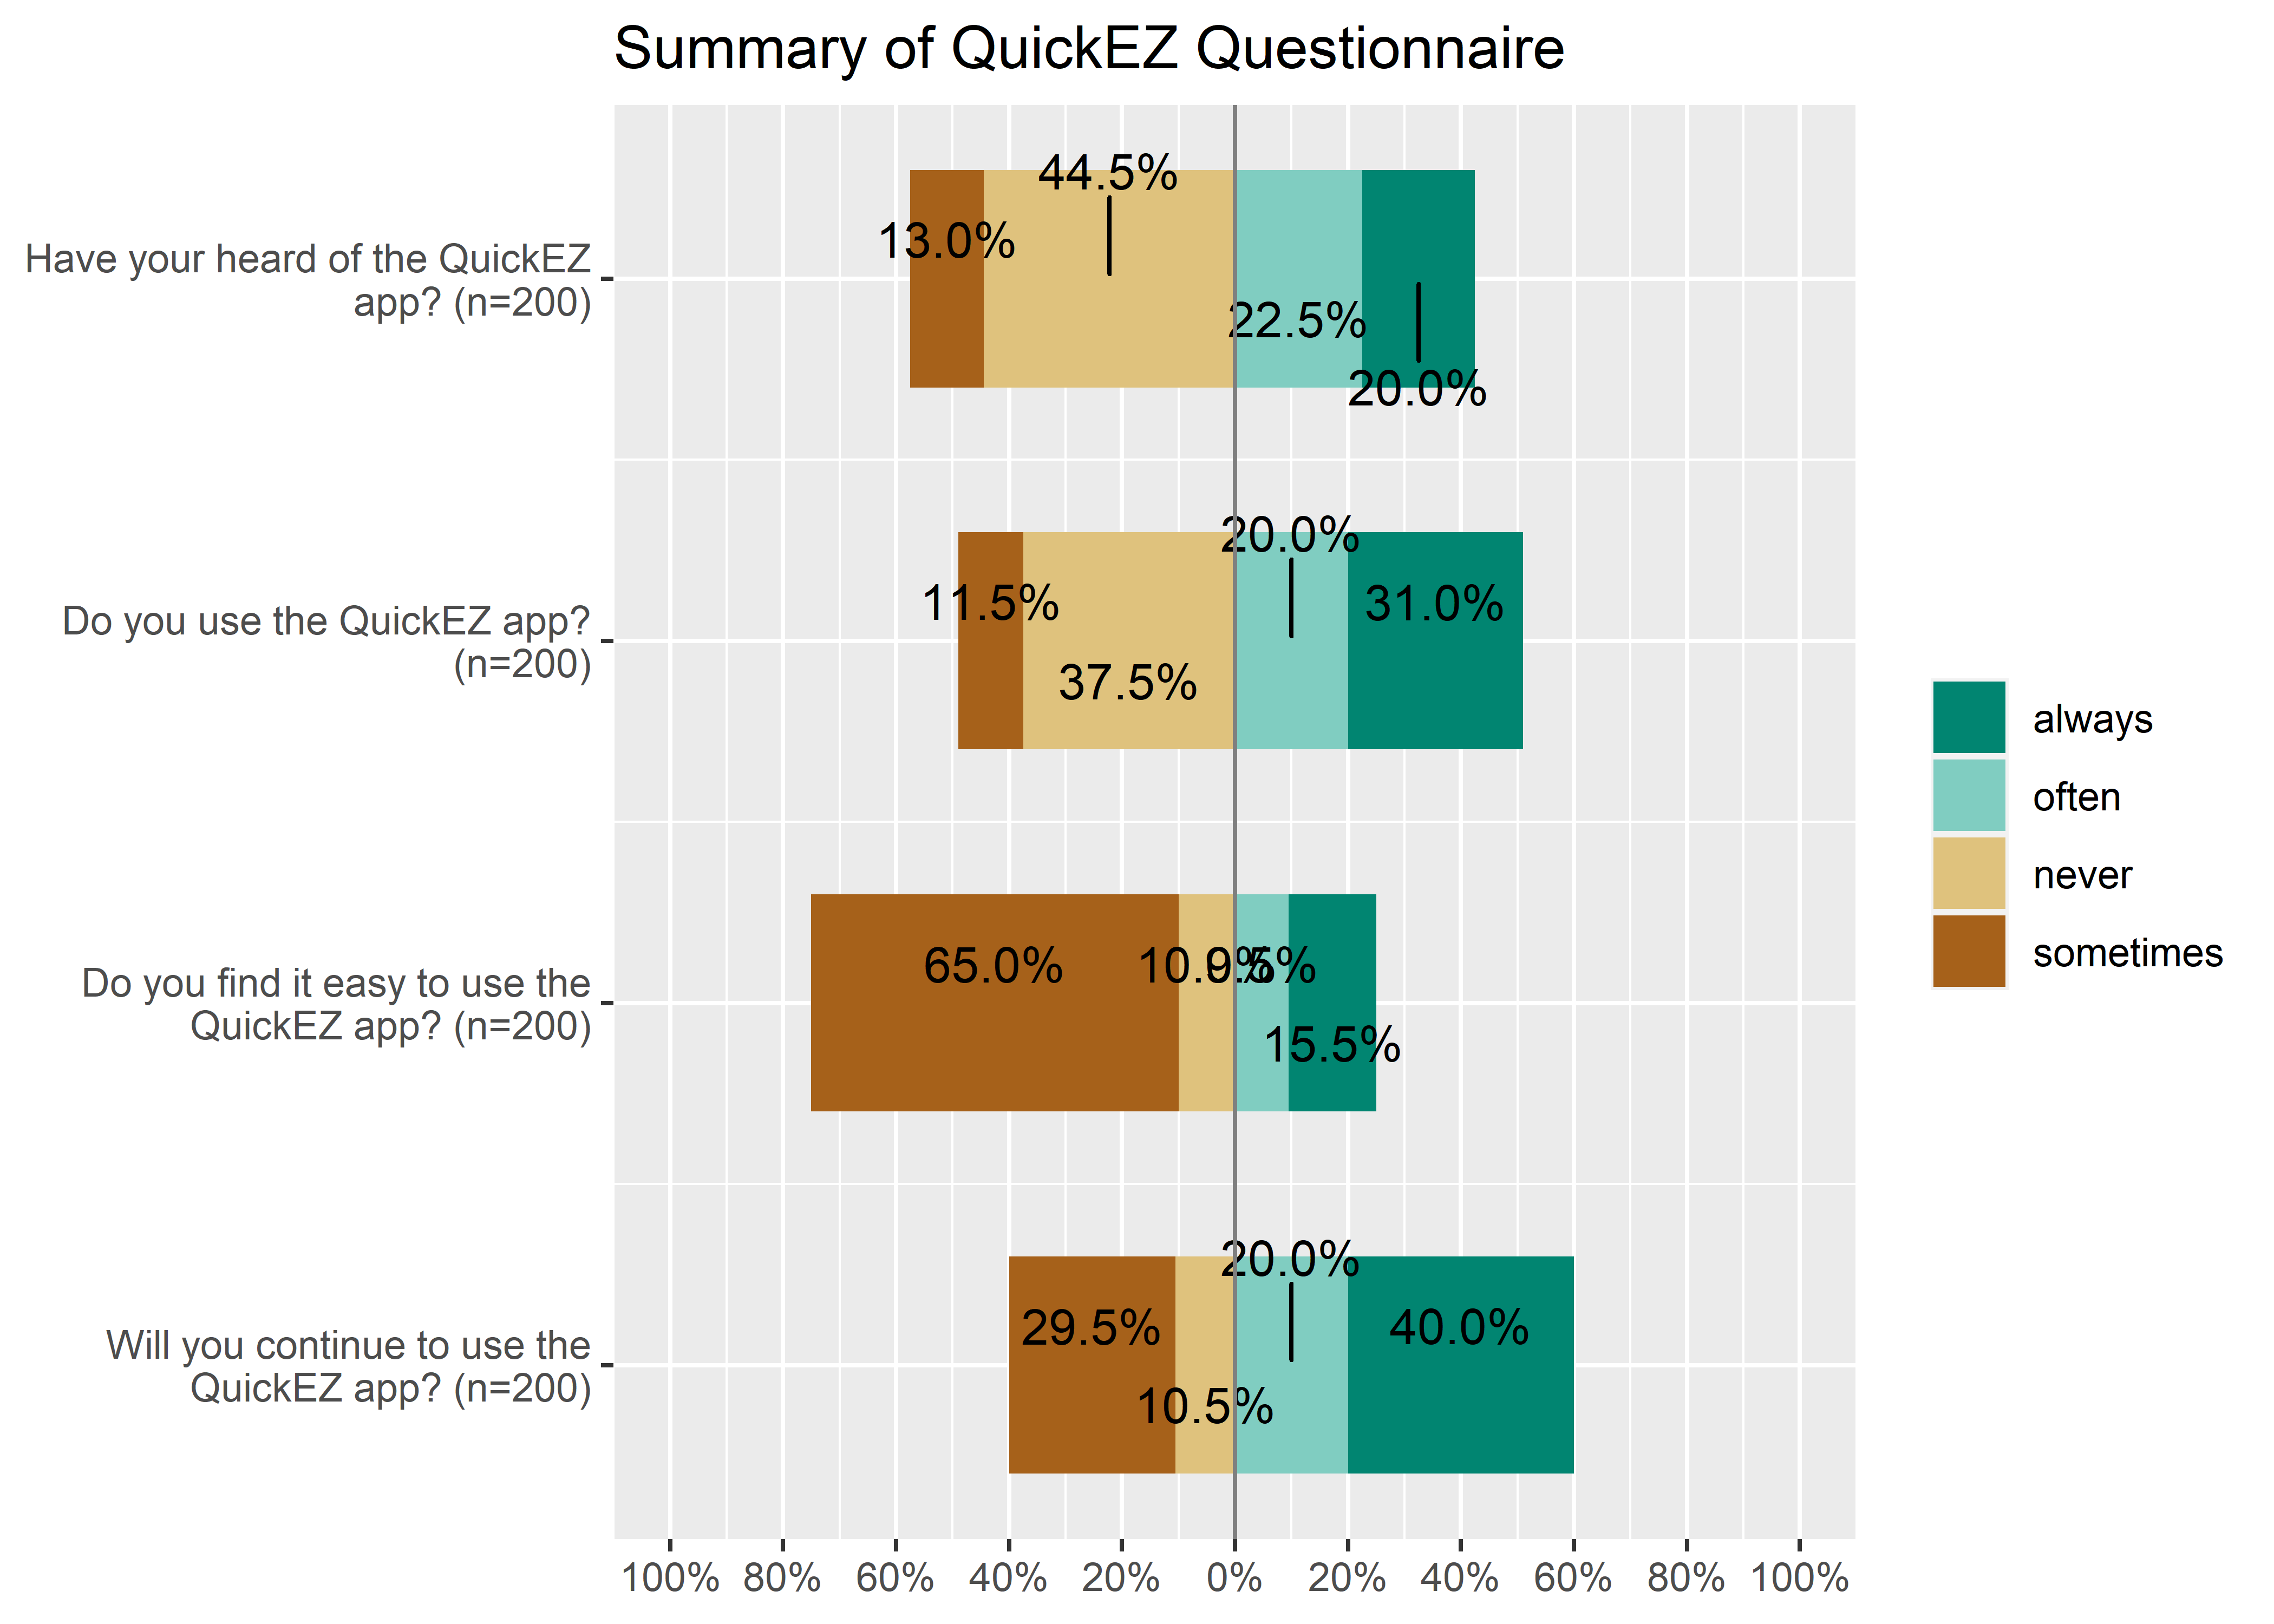 Summary of QuickEZ Questionnaire
Have your heard of the QuickEZ
app? (n=200)
44.5%
13.0%
22.5%
20.0%
Do you use the QuickEZ app?
(n=200)
20.0%
11.5%
31.0%
37.5%
Do you find it easy to use the
QuickEZ app? (n=200)
65.0%
10.0%
9.5%
15.5%
Will you continue to use the
QuickEZ app? (n=200)
20.0%
29.5%
40.0%
10.5%
always
often
never
sometimes
100% 80% 60% 40% 20% 0% 20% 40% 60% 80% 100%